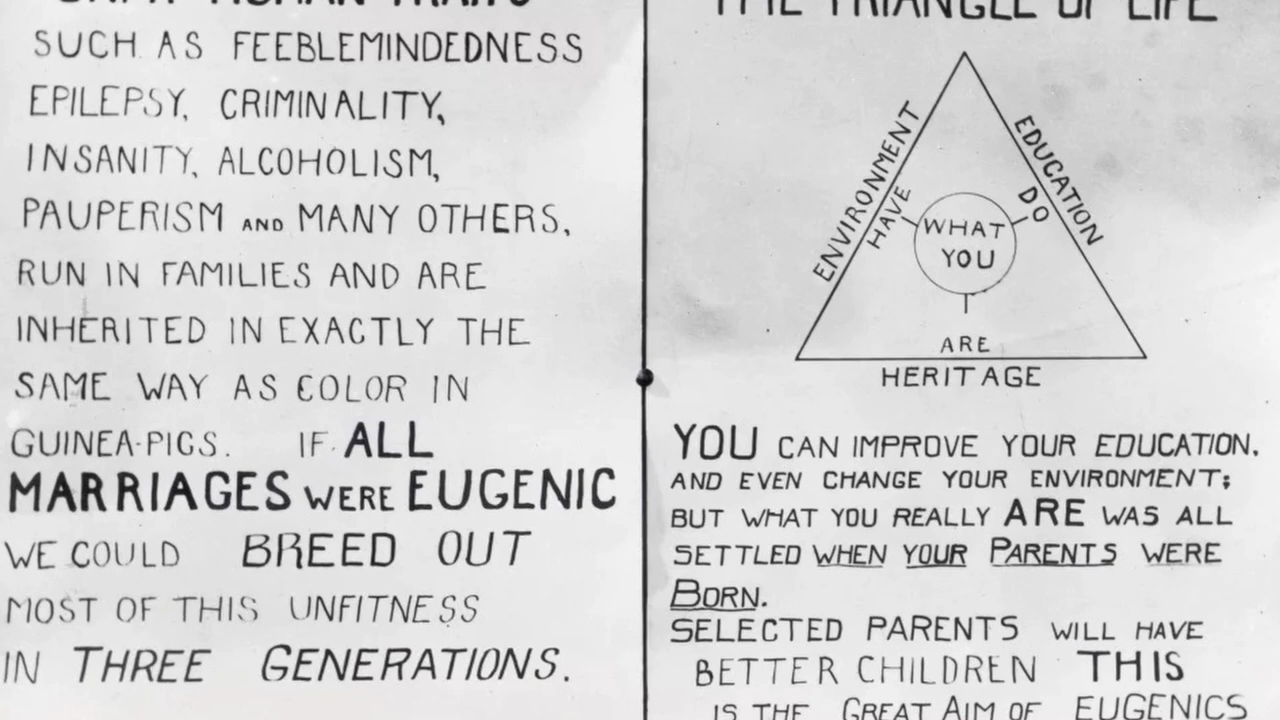 SUCH AS FEEBLEMINDEDNESS
EPILEPSY, CRIMINALITY,
INSANITY, ALCOHOLISM,
PAUPERISM AND MANY OTHERS,
RUN IN FAMILIES AND ARE
INHERITED IN EXACTLY THE
SAME WAY AS COLOR IN
GUINEA-PIGS. IF ALL
MARRIAGES WERE EUGENIC
WE COULD BREED OUT
MOST OF THIS UNFITNESS
IN THREE GENERATIONS.
THE TRIANGLE OF LIFE
ENVIRONMENT
EDUCATION
HAVE
DO
WHAT
YOU
ARE
HERITAGE
YOU CAN IMPROVE YOUR EDUCATION,
AND EVEN CHANGE YOUR ENVIRONMENT;
BUT WHAT YOU REALLY ARE WAS ALL
SETTLED WHEN YOUR PARENTS WERE
BORN.
SELECTED PARENTS WILL HAVE
BETTER CHILDREN THIS
IS THE GREAT AIM OF EUGENICS